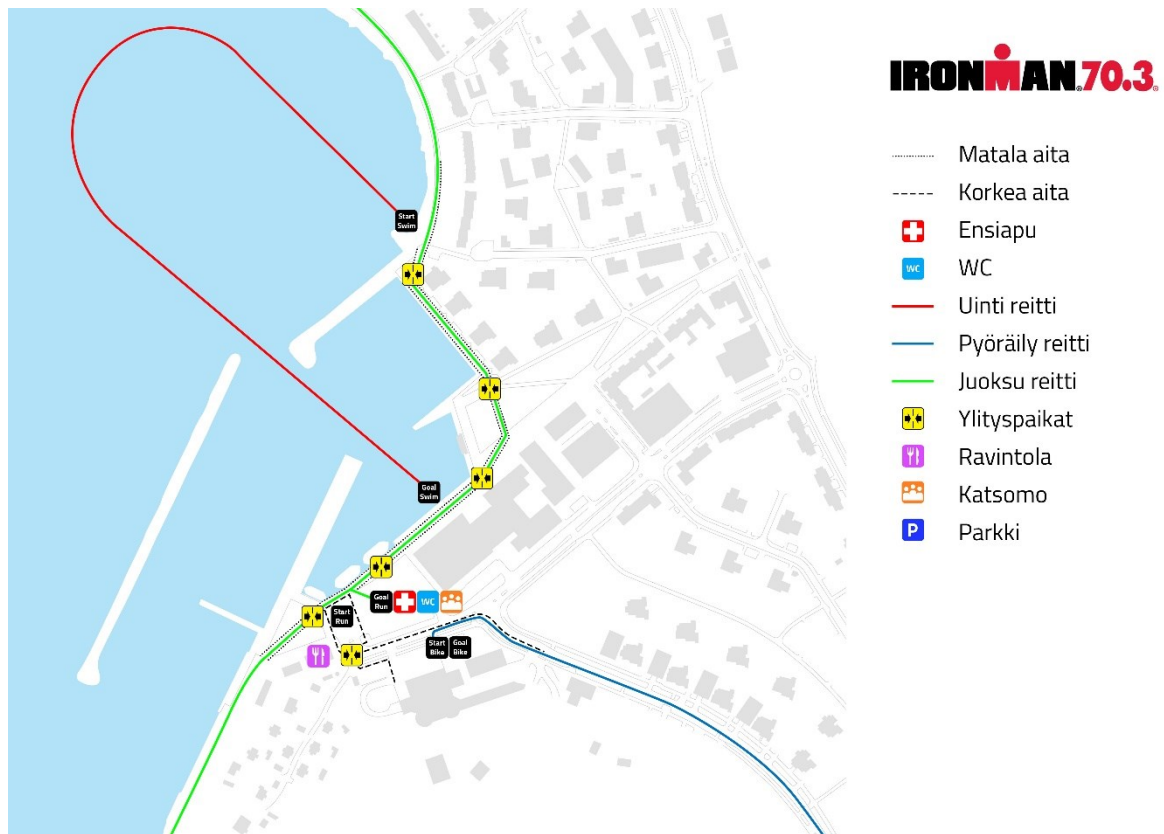 IRONMAN 70.3
Matala aita
Korkea aita
Ensiapu
WC
WC
Uinti reitti
Pyöräily reitti
Juoksu reitti
Ylityspaikat
Ravintola
Katsomo
P
Parkki
Start
Swim
Goal
Swim
Goal
Run
WC
Start
Run
Start
Bike
Goal
Bike